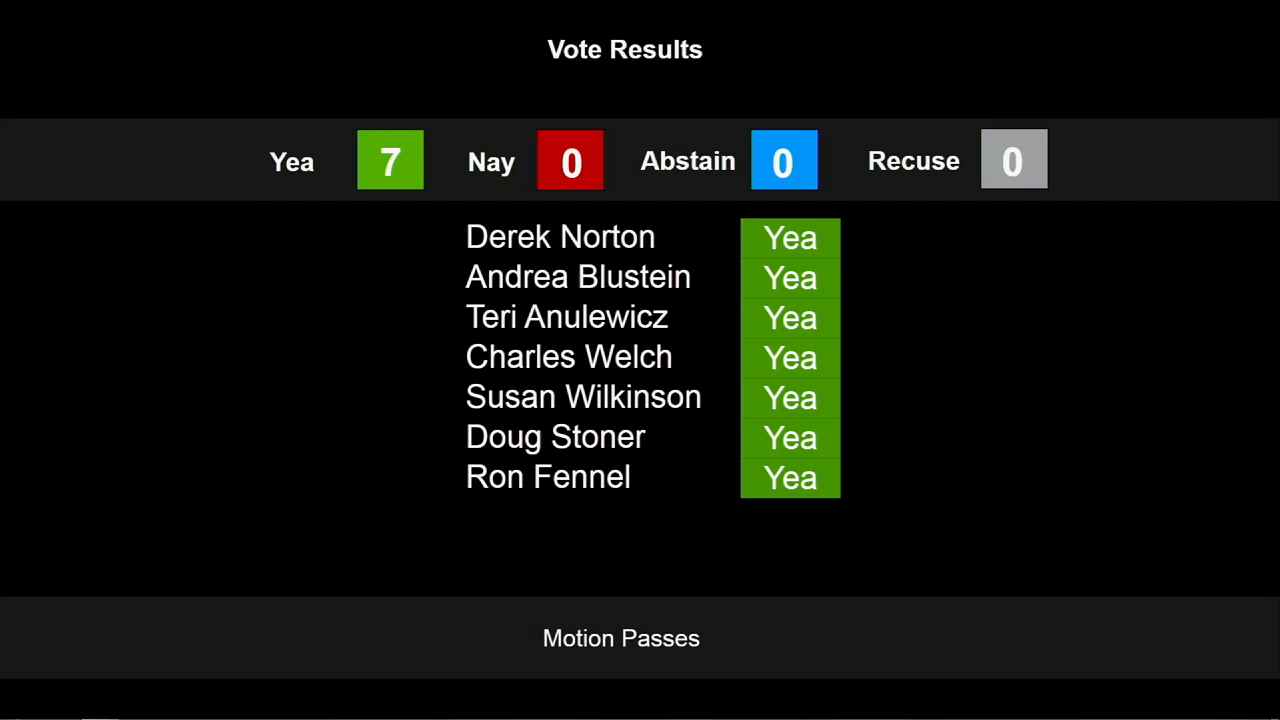 Vote Results
Yea 7 Nay 0 Abstain 0 Recuse 0
Derek Norton Yea
Andrea Blustein Yea
Teri Anulewicz Yea
Charles Welch Yea
Susan Wilkinson Yea
Doug Stoner Yea
Ron Fennel Yea
Motion Passes